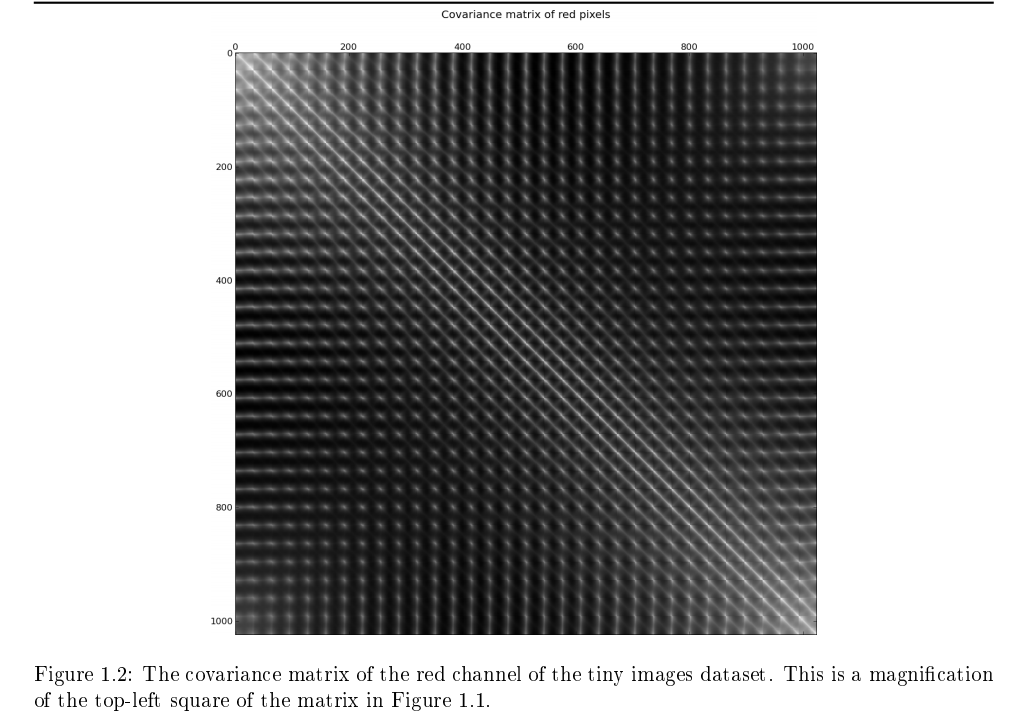 Covariance matrix of red pixels
0 200 400 600 800 1000
0
200
400
600
800
1000
Figure 1.2: The covariance matrix of the red channel of the tiny images dataset. This is a magnification
of the top-left square of the matrix in Figure 1.1.